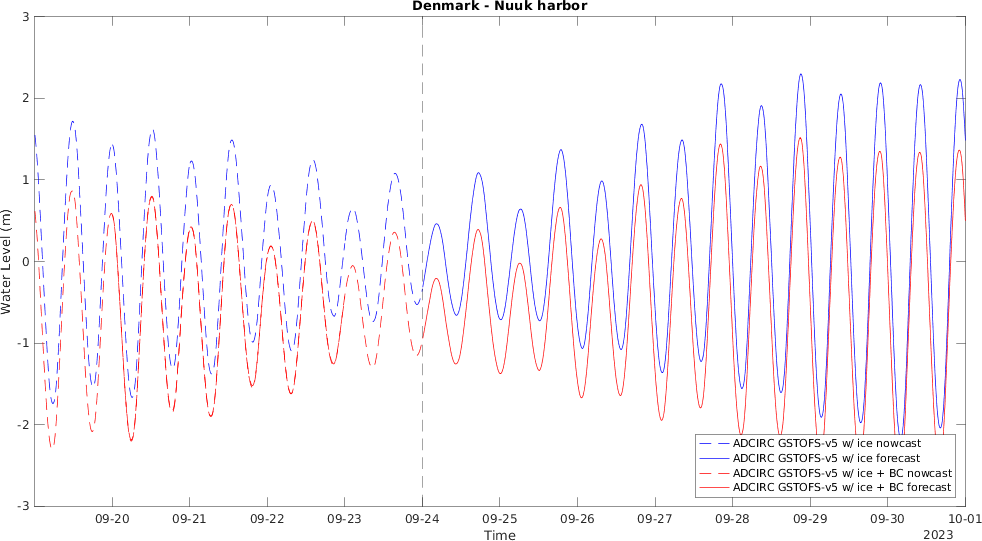 Denmark - Nuuk harbor
Water Level (m)
3
2
1
0
-1
-2
-3
ADCIRC GSTOFS-v5 w/ ice nowcast
ADCIRC GSTOFS-v5 w/ ice forecast
ADCIRC GSTOFS-v5 w/ ice + BC nowcast
ADCIRC GSTOFS-v5 w/ ice + BC forecast
09-20 09-21 09-22 09-23 09-24 09-25 09-26 09-27 09-28 09-29 09-30 10-01
Time
2023